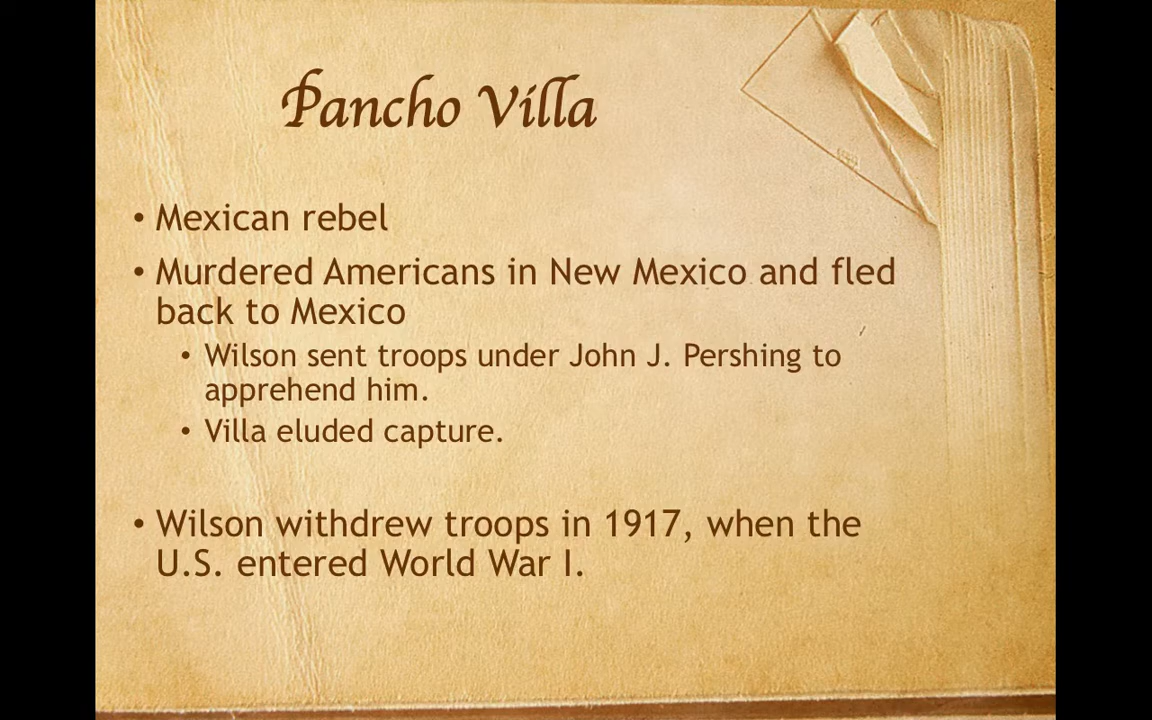 Pancho Villa
• Mexican rebel
• Murdered Americans in New Mexico and fled
back to Mexico
• Wilson sent troops under John J. Pershing to
apprehend him.
• Villa eluded capture.
• Wilson withdrew troops in 1917, when the
U.S. entered World War I.